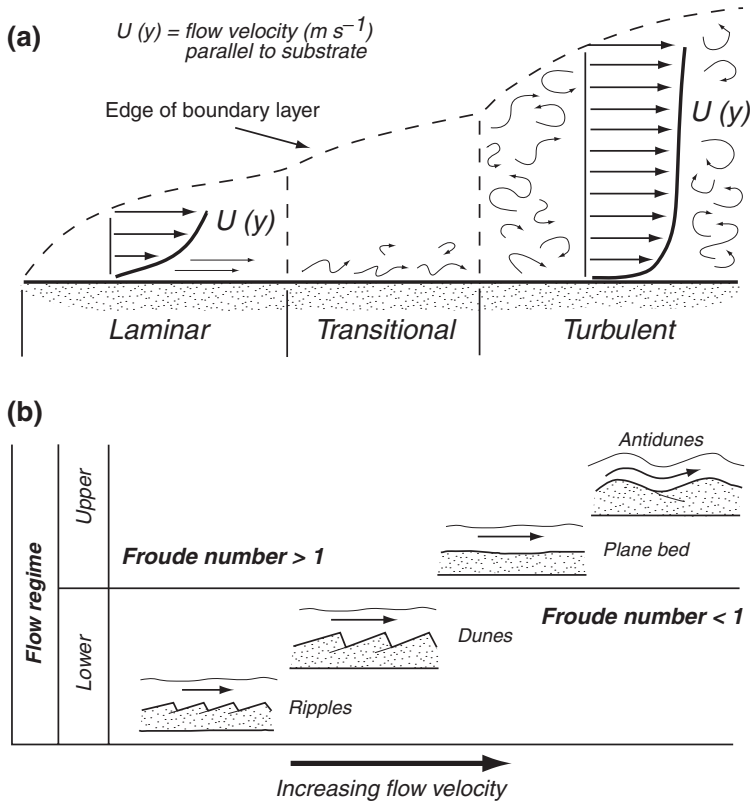 (a)
U (y) = flow velocity (m s⁻¹)
parallel to substrate
Edge of boundary layer
U (y)
U (y)
Laminar
Transitional
Turbulent
(b)
Flow regime
Upper
Lower
Antidunes
Plane bed
Froude number > 1
Froude number < 1
Dunes
Ripples
Increasing flow velocity